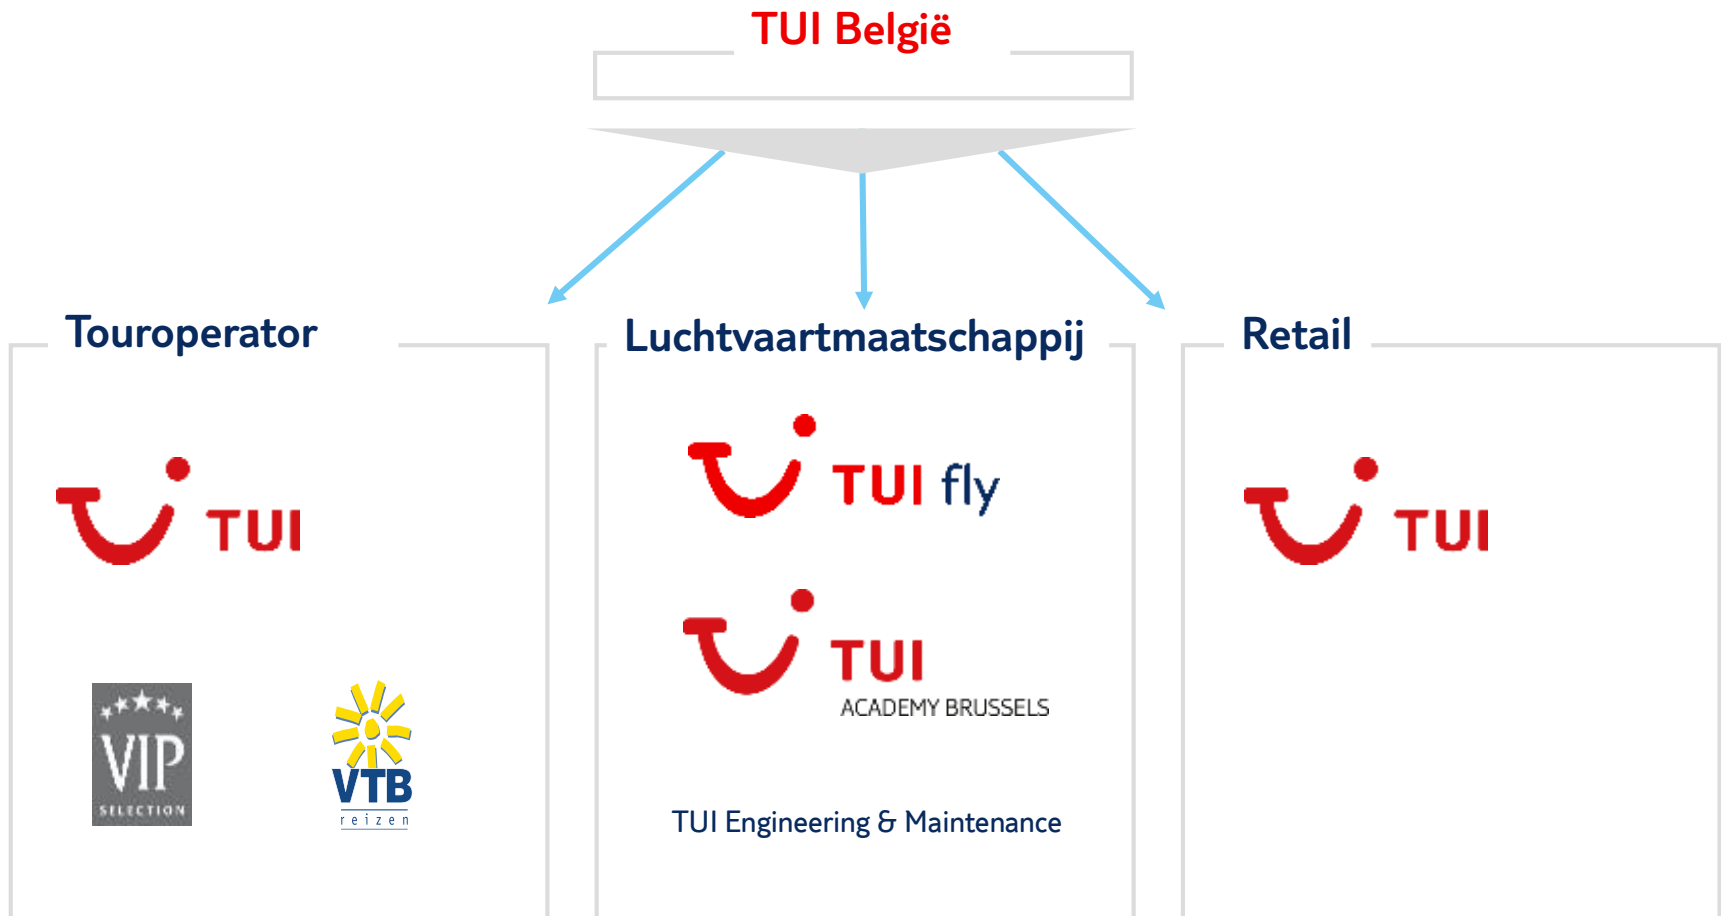 TUI België
Touroperator
Luchtvaartmaatschappij
Retail
TUI
TUI fly
TUI
TUI
ACADEMY BRUSSELS
VIP
SELECTION
VTB
reizen
TUI Engineering & Maintenance